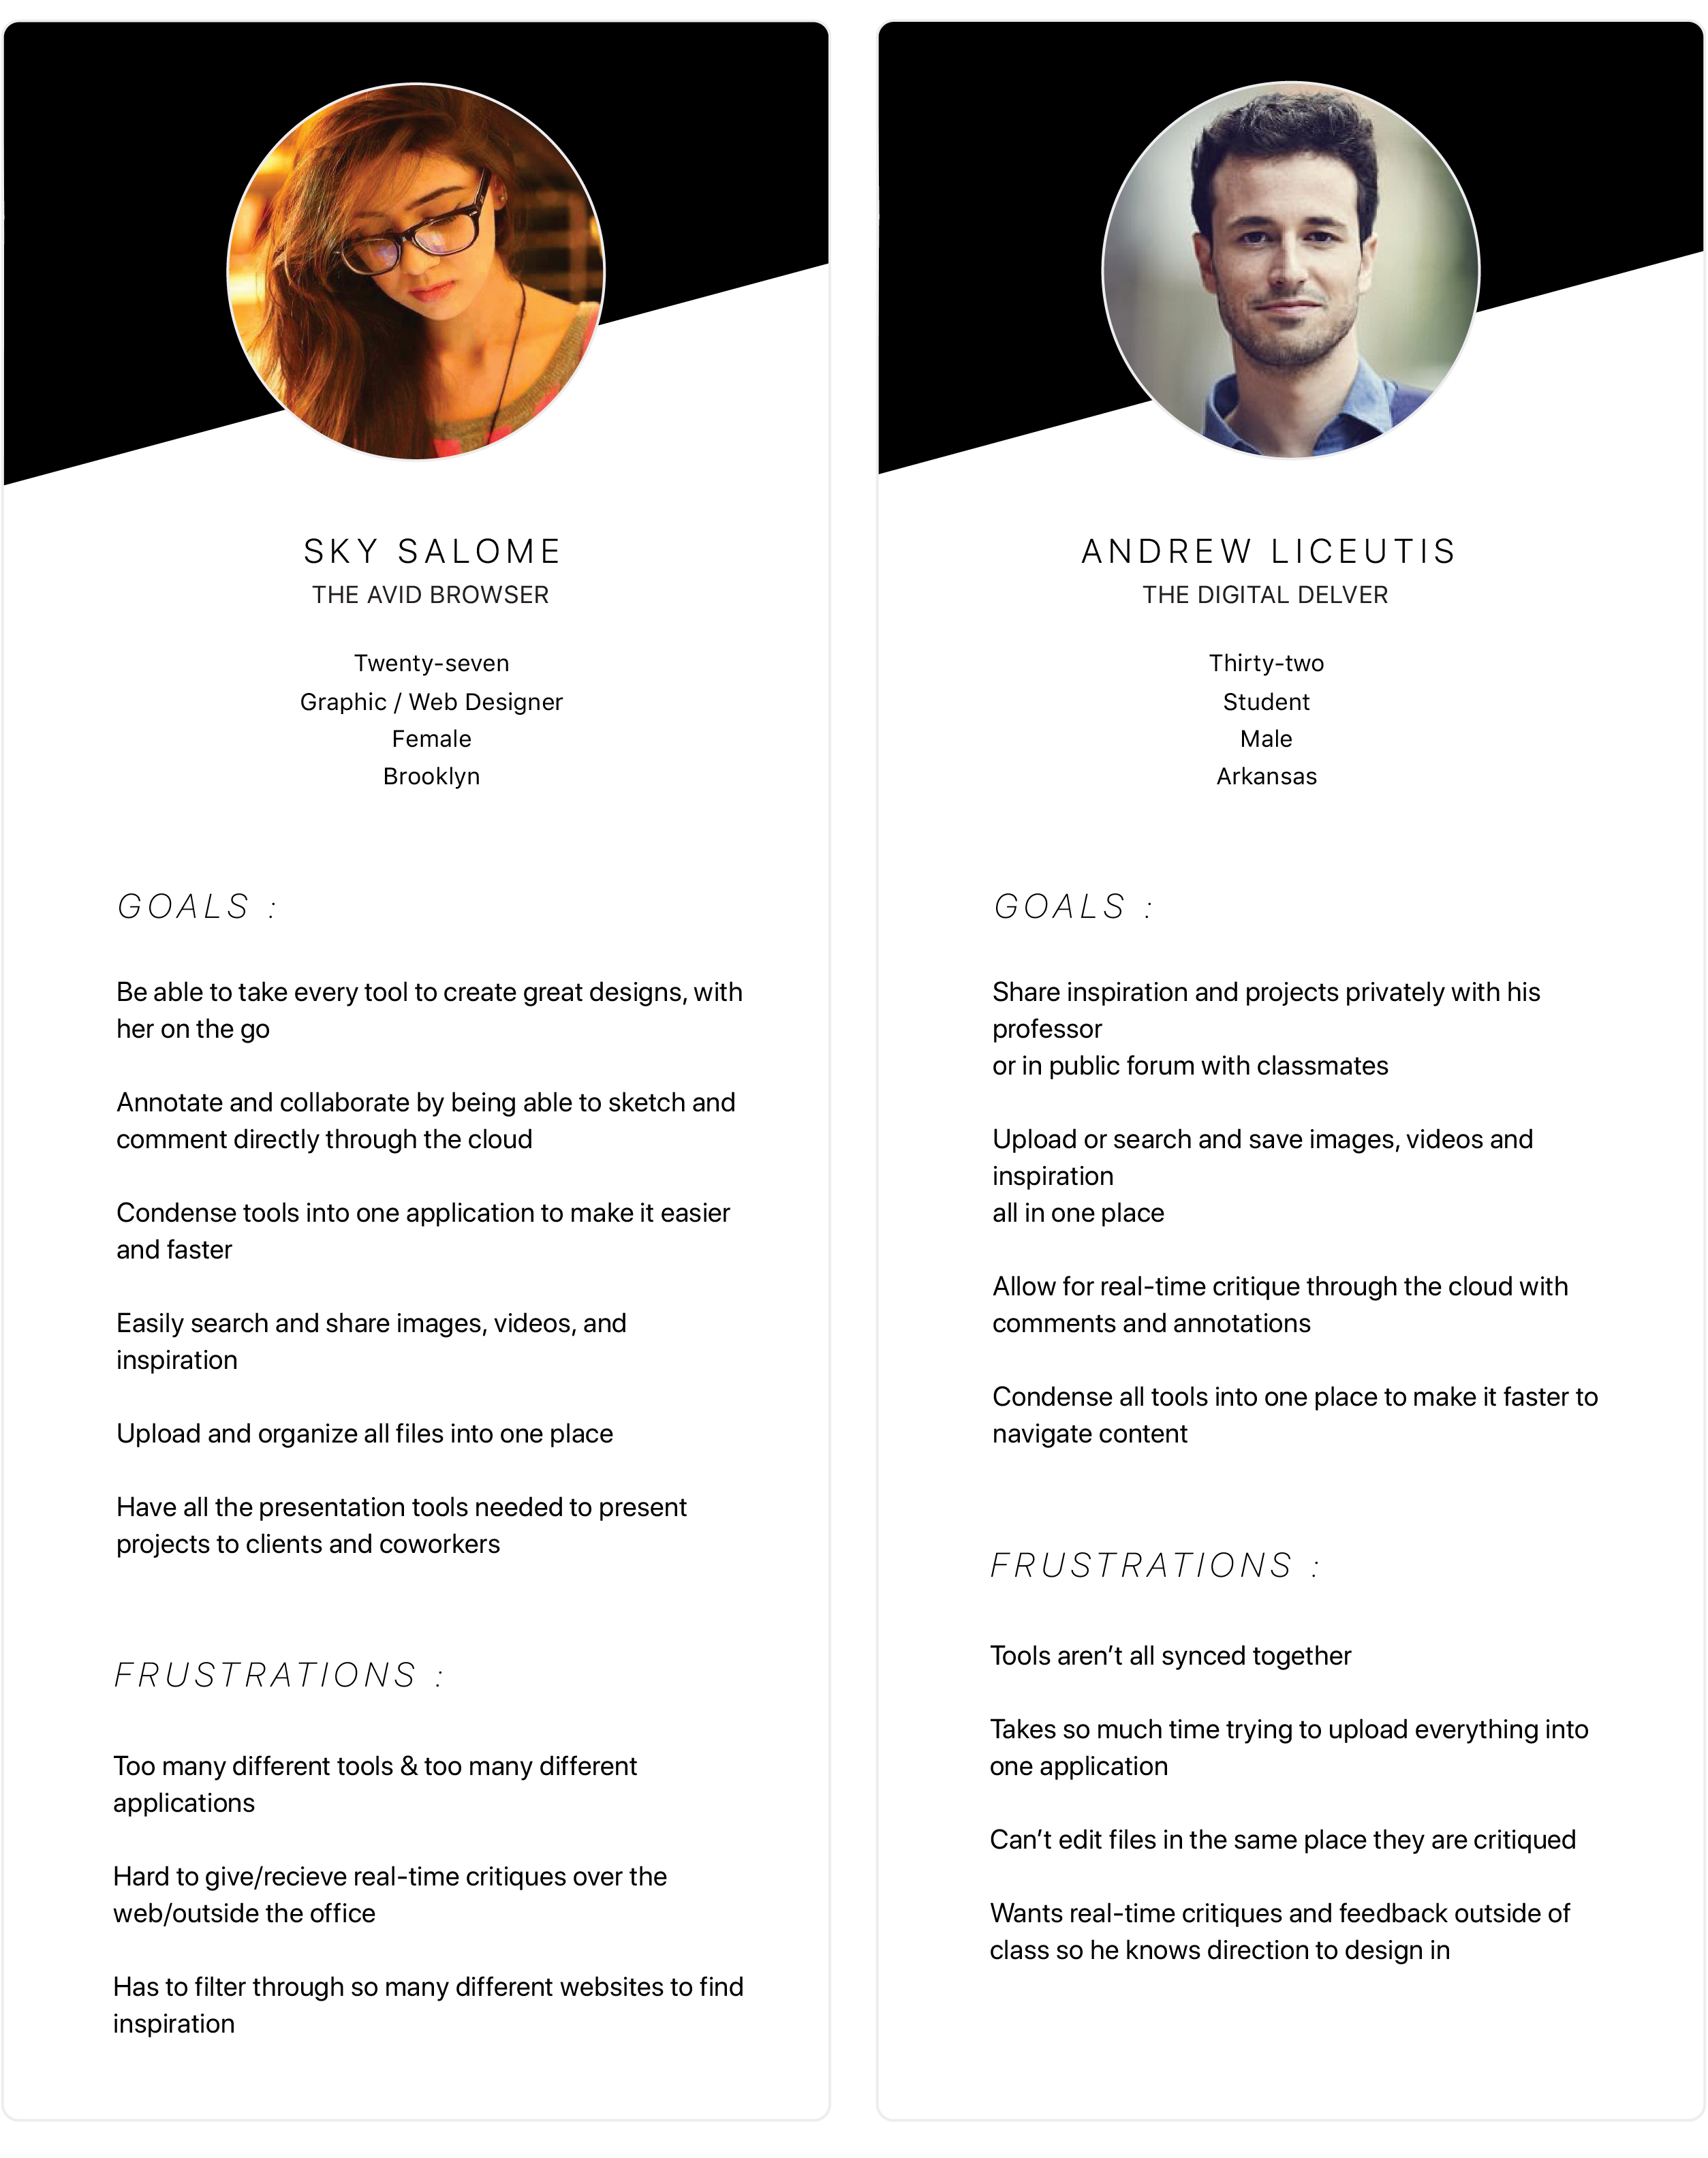 SKY SALOME
THE AVID BROWSER
Twenty-seven
Graphic / Web Designer
Female
Brooklyn
GOALS :
Be able to take every tool to create great designs, with
her on the go
Annotate and collaborate by being able to sketch and
comment directly through the cloud
Condense tools into one application to make it easier
and faster
Easily search and share images, videos, and
inspiration
Upload and organize all files into one place
Have all the presentation tools needed to present
projects to clients and coworkers
FRUSTRATIONS :
Too many different tools & too many different
applications
Hard to give/recieve real-time critiques over the
web/outside the office
Has to filter through so many different websites to find
inspiration
ANDREW LICEUTIS
THE DIGITAL DELVER
Thirty-two
Student
Male
Arkansas
GOALS :
Share inspiration and projects privately with his
professor
or in public forum with classmates
Upload or search and save images, videos and
inspiration
all in one place
Allow for real-time critique through the cloud with
comments and annotations
Condense all tools into one place to make it faster to
navigate content
FRUSTRATIONS :
Tools aren’t all synced together
Takes so much time trying to upload everything into
one application
Can’t edit files in the same place they are critiqued
Wants real-time critiques and feedback outside of
class so he knows direction to design in